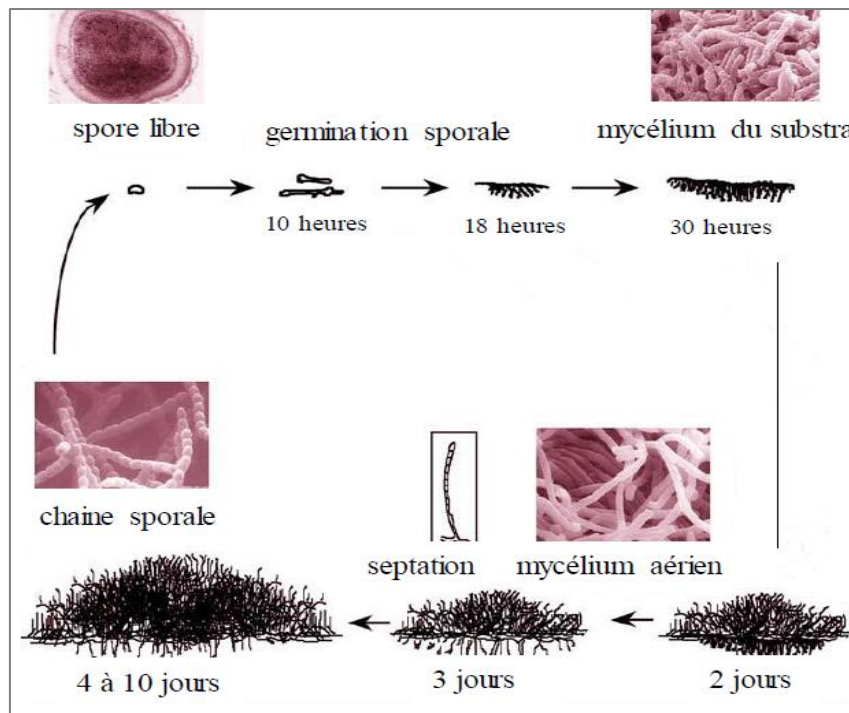 spore libre
germination sporale
mycélium du substra
10 heures
18 heures
30 heures
chaine sporale
septation
mycélium aérien
4 à 10 jours
3 jours
2 jours